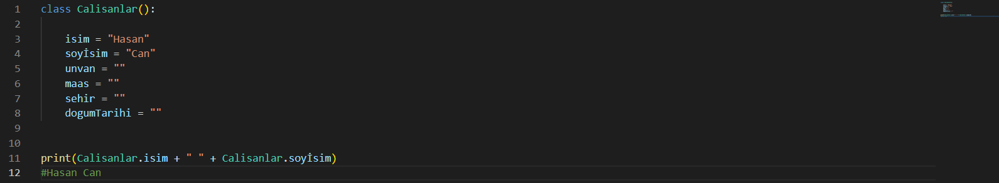 1 class Calisanlar():
2
3 isim = "Hasan"
4 soyİsim = "Can"
5 unvan = ""
6 maas = ""
7 sehir = ""
8 dogumTarihi = ""
9
10
11 print(Calisanlar.isim + " " + Calisanlar.soyİsim)
12 #Hasan Can